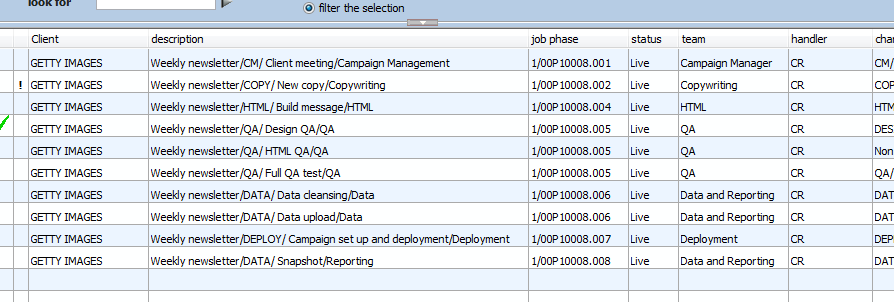 look for
filter the selection
Client description job phase status team handler cha
GETTY IMAGES Weekly newsletter/CM/ Client meeting/Campaign Management 1/00P10008.001 Live Campaign Manager CR CM/
! GETTY IMAGES Weekly newsletter/COPY/ New copy/Copywriting 1/00P10008.002 Live Copywriting CR COP
GETTY IMAGES Weekly newsletter/HTML/ Build message/HTML 1/00P10008.004 Live HTML CR HTM
GETTY IMAGES Weekly newsletter/QA/ Design QA/QA 1/00P10008.005 Live QA CR DES
GETTY IMAGES Weekly newsletter/QA/ HTML QA/QA 1/00P10008.005 Live QA CR Non
GETTY IMAGES Weekly newsletter/QA/ Full QA test/QA 1/00P10008.005 Live QA CR QA/
GETTY IMAGES Weekly newsletter/DATA/ Data cleansing/Data 1/00P10008.006 Live Data and Reporting CR DAT
GETTY IMAGES Weekly newsletter/DATA/ Data upload/Data 1/00P10008.006 Live Data and Reporting CR DAT
GETTY IMAGES Weekly newsletter/DEPLOY/ Campaign set up and deployment/Deployment 1/00P10008.007 Live Deployment CR DEP
GETTY IMAGES Weekly newsletter/DATA/ Snapshot/Reporting 1/00P10008.008 Live Data and Reporting CR DAT